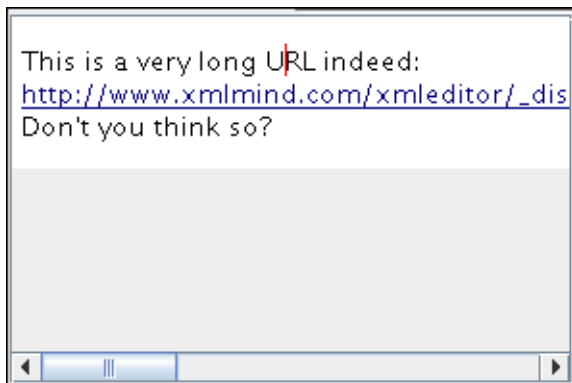 This is a very long URL indeed:
http://www.xmlmind.com/xmleditor/_dis
Don't you think so?